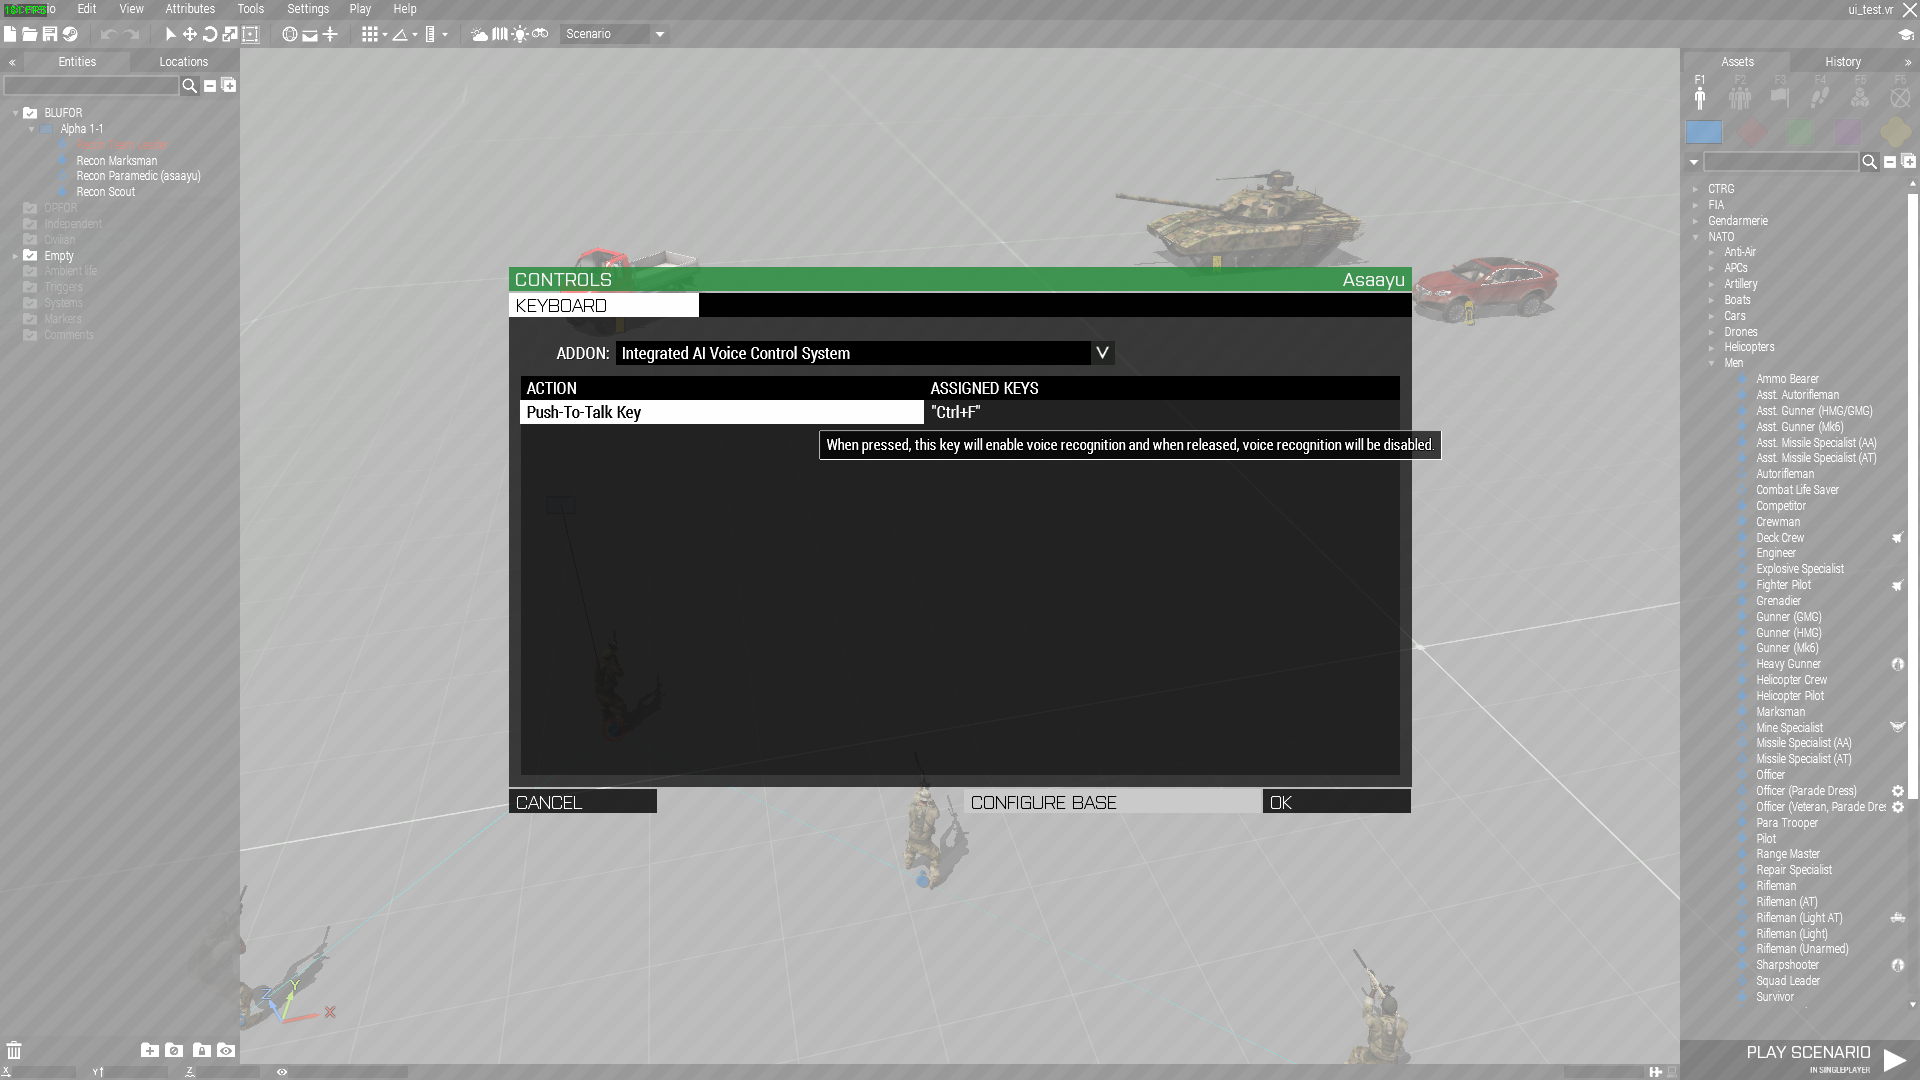 Edit View Attributes Tools Settings Play Help
ui_test.vr
Scenario
Entities Locations
BLUFOR
Alpha 1-1
Recon Marksman
Recon Paramedic (asaayu)
Recon Scout
OPFOR
Independent
Civilian
Empty
Ambient life
Triggers
Systems
Markers
Comments
CONTROLS Asaayu
KEYBOARD
ADDON: Integrated AI Voice Control System
ACTION ASSIGNED KEYS
Push-To-Talk Key "Ctrl+F"
When pressed, this key will enable voice recognition and when released, voice recognition will be disabled.
CANCEL CONFIGURE BASE OK
Assets History
F1 F2 F3 F4 F5 F6
CTRG
FIA
Gendarmerie
NATO
Anti-Air
APCs
Artillery
Boats
Cars
Drones
Helicopters
Men
Ammo Bearer
Asst. Autorifleman
Asst. Gunner (HMG/GMG)
Asst. Gunner (Mk6)
Asst. Missile Specialist (AA)
Asst. Missile Specialist (AT)
Autorifleman
Combat Life Saver
Competitor
Crewman
Deck Crew
Engineer
Explosive Specialist
Fighter Pilot
Grenadier
Gunner (GMG)
Gunner (HMG)
Gunner (Mk6)
Heavy Gunner
Helicopter Crew
Helicopter Pilot
Marksman
Mine Specialist
Missile Specialist (AA)
Missile Specialist (AT)
Officer
Officer (Parade Dress)
Officer (Veteran, Parade Dres
Para Trooper
Pilot
Range Master
Repair Specialist
Rifleman
Rifleman (AT)
Rifleman (Light AT)
Rifleman (Light)
Rifleman (Unarmed)
Sharpshooter
Squad Leader
Survivor
Z Y X
PLAY SCENARIO
IN SINGLEPLAYER
X Y Z